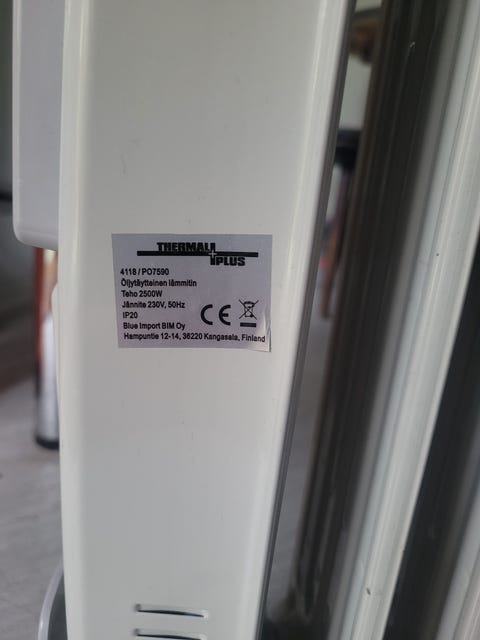 THERMAL
PLUS
4118 / PO7590
Öljytäytteinen lämmitin
Teho 2500W
Jännite 230V, 50Hz
IP20
CE
Blue Import BIM Oy
Hampuntie 12-14, 36220 Kangasala, Finland